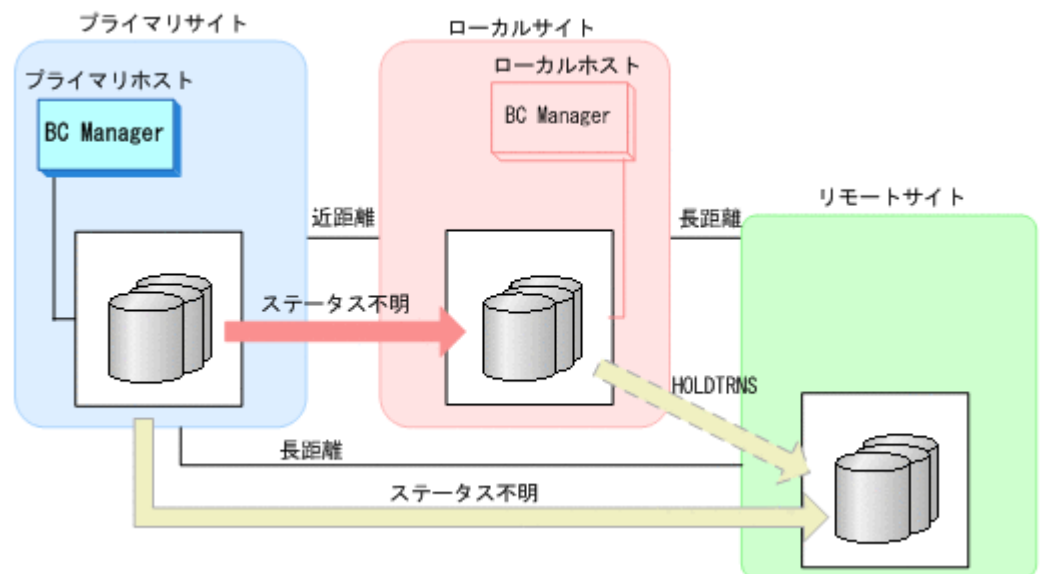 プライマリサイト
ローカルサイト
プライマリホスト
ローカルホスト
BC Manager
BC Manager
リモートサイト
近距離
長距離
ステータス不明
HOLDTRNS
長距離
ステータス不明